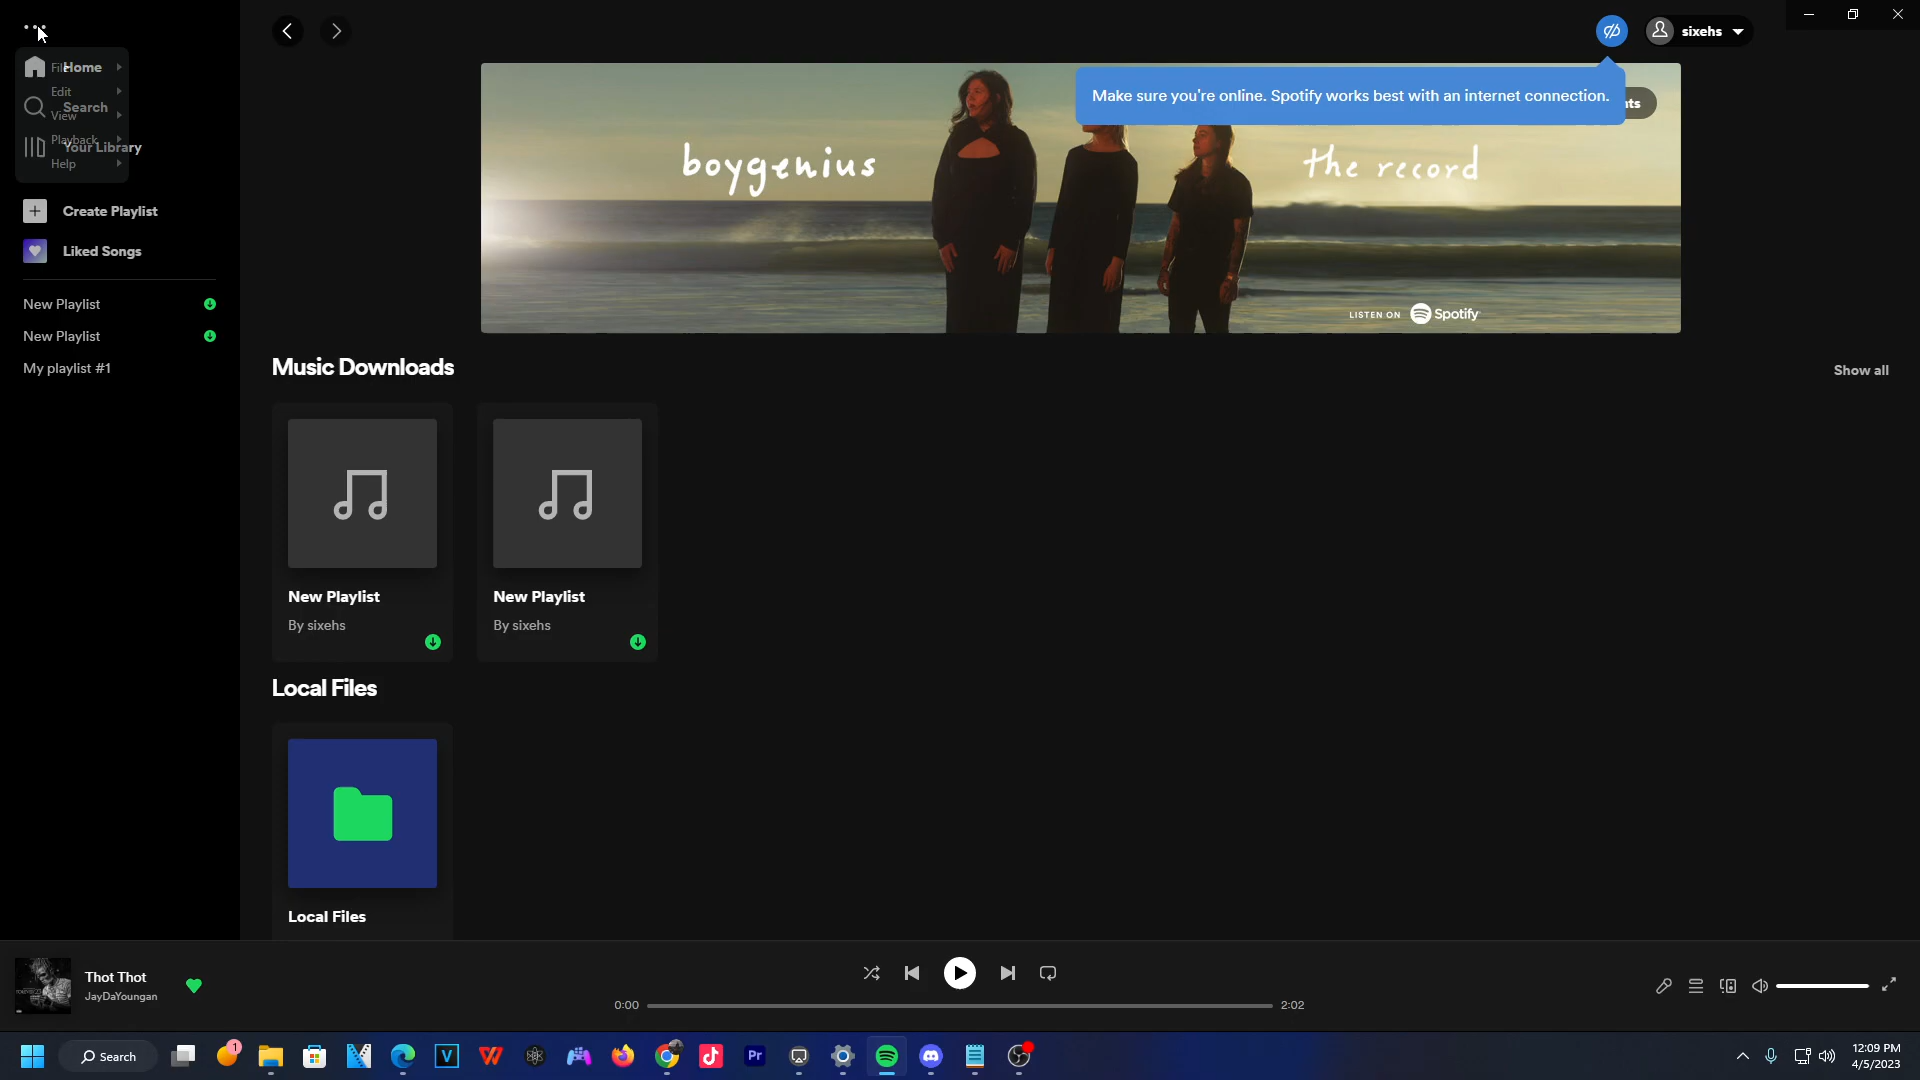 sixehs
Home
File
Edit
Search
View
Playback
Your Library
Help
Create Playlist
Liked Songs
New Playlist
New Playlist
My playlist #1
Make sure you're online. Spotify works best with an internet connection.
nts
boygenius
the record
LISTEN ON Spotify
Music Downloads
Show all
New Playlist
By sixehs
New Playlist
By sixehs
Local Files
Local Files
Thot Thot
JayDaYoungan
0:00
2:02
Search
1
V
Pr
12:09 PM
4/5/2023